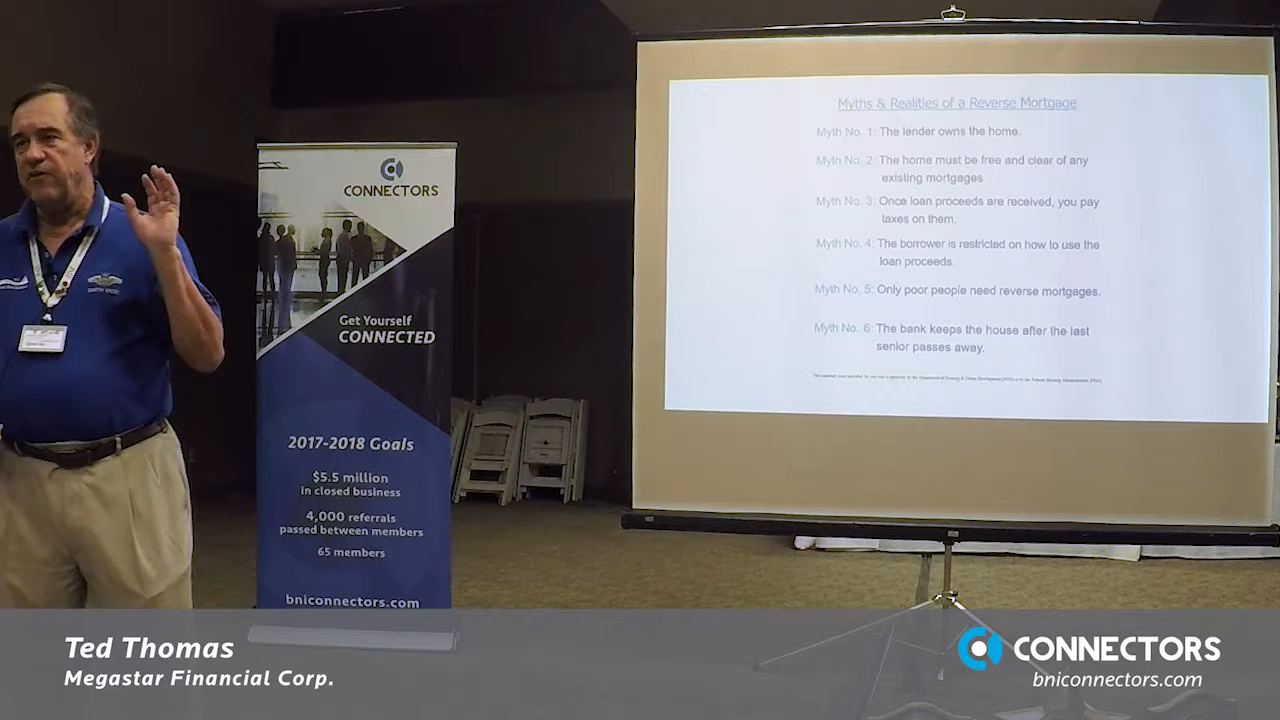 Myths & Realities of a Reverse Mortgage
Myth No. 1: The lender owns the home.
Myth No. 2 The home must be free and clear of any
existing mortgages
Myth No. 3: Once loan proceeds are received, you pay
taxes on them.
Myth No. 4: The borrower is restricted on how to use the
loan proceeds.
Myth No. 5: Only poor people need reverse mortgages.
Myth No. 6: The bank keeps the house after the last
senior passes away.
CONNECTORS
Get Yourself
CONNECTED
2017-2018 Goals
$5.5 million
in closed business
4,000 referrals
passed between members
65 members
bniconnectors.com
Ted Thomas
Megastar Financial Corp.
CONNECTORS
bniconnectors.com